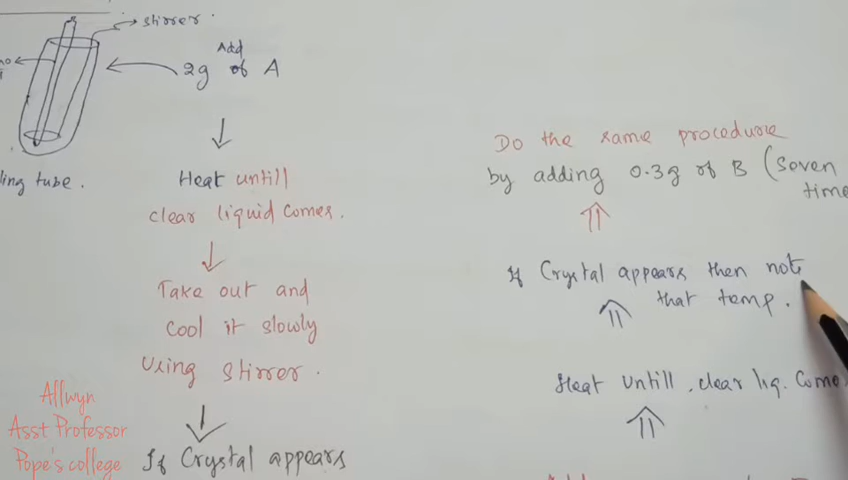 stirrer.
Add
2g of A
ling tube.
Heat untill
clear liquid comes.
Take out and
cool it slowly
Using stirrer.
If Crystal appears
Allwyn
Asst Professor
Pope's college
Do the same procedure
by adding 0.3g of B (Seven
time
If Crystal appears then note
that temp.
Heat Untill clear liq. Come